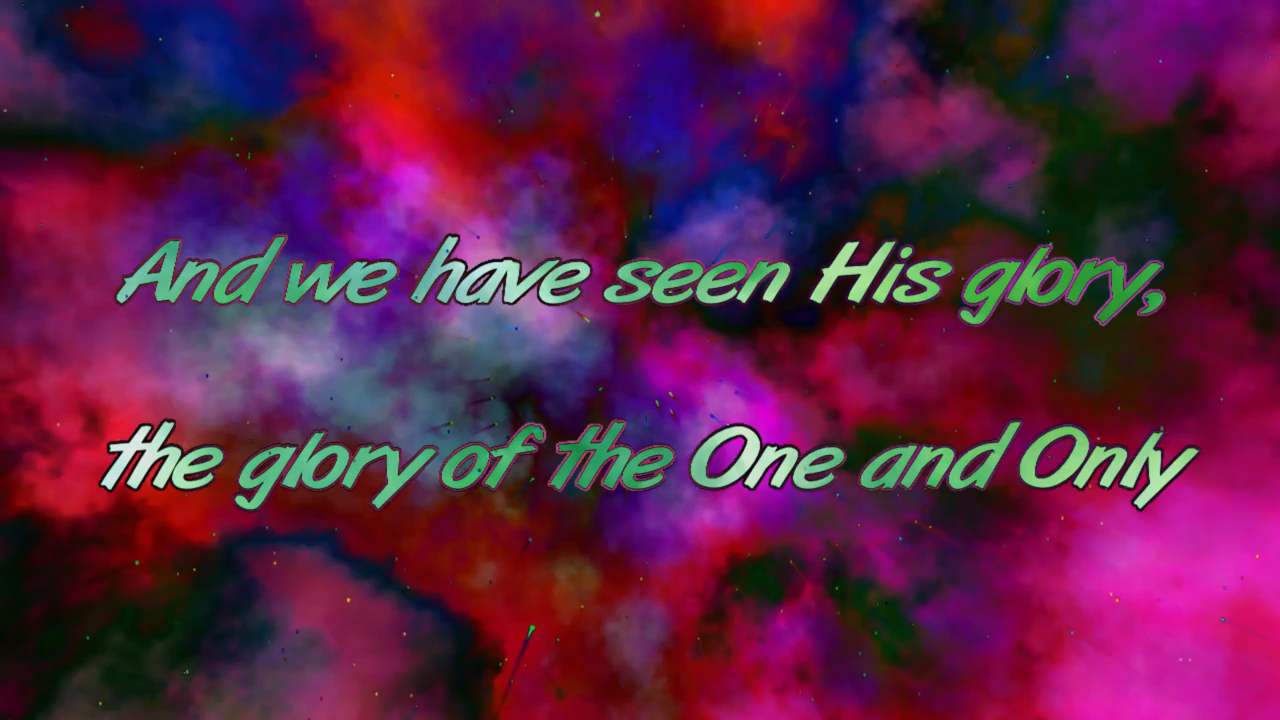 And we have seen His glory,
the glory of the One and Only